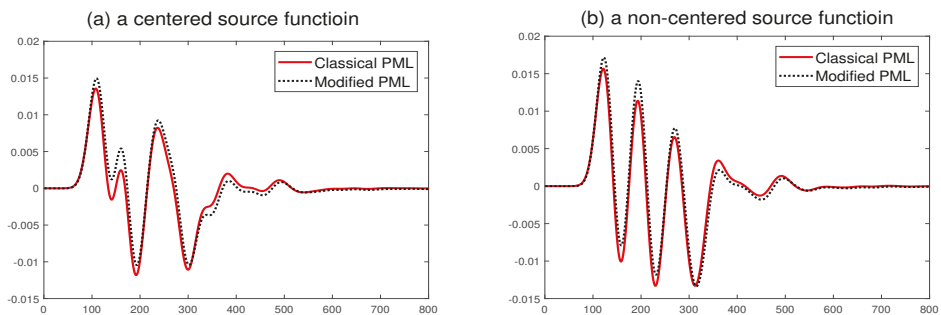 (a) a centered source functioin
0.02
0.015
0.01
0.005
0
-0.005
-0.01
-0.015
0 100 200 300 400 500 600 700 800
Classical PML
Modified PML
(b) a non-centered source functioin
0.02
0.015
0.01
0.005
0
-0.005
-0.01
-0.015
0 100 200 300 400 500 600 700 800
Classical PML
Modified PML